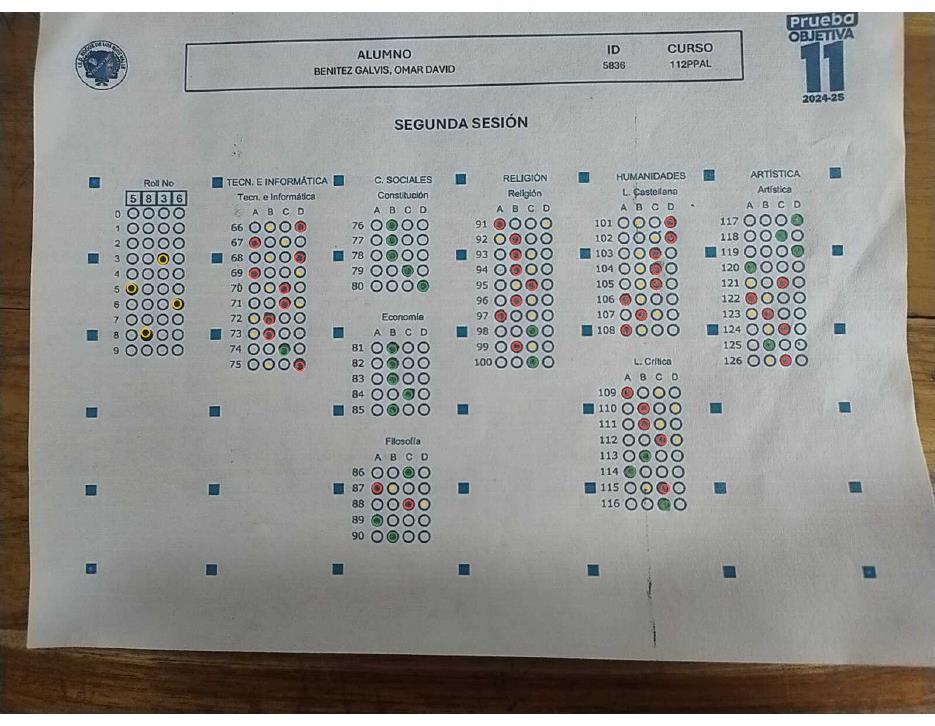 Prueba
OBJETIVA
11
2024-25
ALUMNO ID CURSO
BENITEZ GALVIS, OMAR DAVID 5836 112PPAL
SEGUNDA SESIÓN
Roll No
5 8 3 6
0
1
2
3
4
5
6
7
8
9
TECN. E INFORMÁTICA
Tecn. e Informática
A B C D
66
67
68
69
70
71
72
73
74
75
C. SOCIALES
Constitución
A B C D
76
77
78
79
80
Economía
A B C D
81
82
83
84
85
Filosofía
A B C D
86
87
88
89
90
RELIGIÓN
Religión
A B C D
91
92
93
94
95
96
97
98
99
100
HUMANIDADES
L. Castellana
A B C D
101
102
103
104
105
106
107
108
L. Crítica
A B C D
109
110
111
112
113
114
115
116
ARTÍSTICA
Artística
A B C D
117
118
119
120
121
122
123
124
125
126